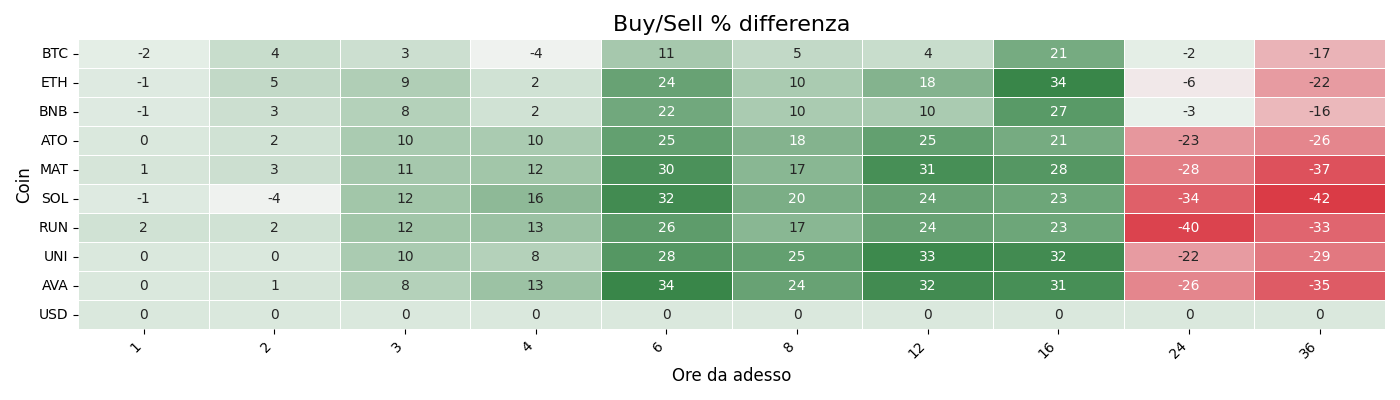 Buy/Sell % differenza
Coin
BTC -2 4 3 -4 11 5 4 21 -2 -17
ETH -1 5 9 2 24 10 18 34 -6 -22
BNB -1 3 8 2 22 10 10 27 -3 -16
ATO 0 2 10 10 25 18 25 21 -23 -26
MAT 1 3 11 12 30 17 31 28 -28 -37
SOL -1 -4 12 16 32 20 24 23 -34 -42
RUN 2 2 12 13 26 17 24 23 -40 -33
UNI 0 0 10 8 28 25 33 32 -22 -29
AVA 0 1 8 13 34 24 32 31 -26 -35
USD 0 0 0 0 0 0 0 0 0 0
1 2 3 4 6 8 12 16 24 36
Ore da adesso